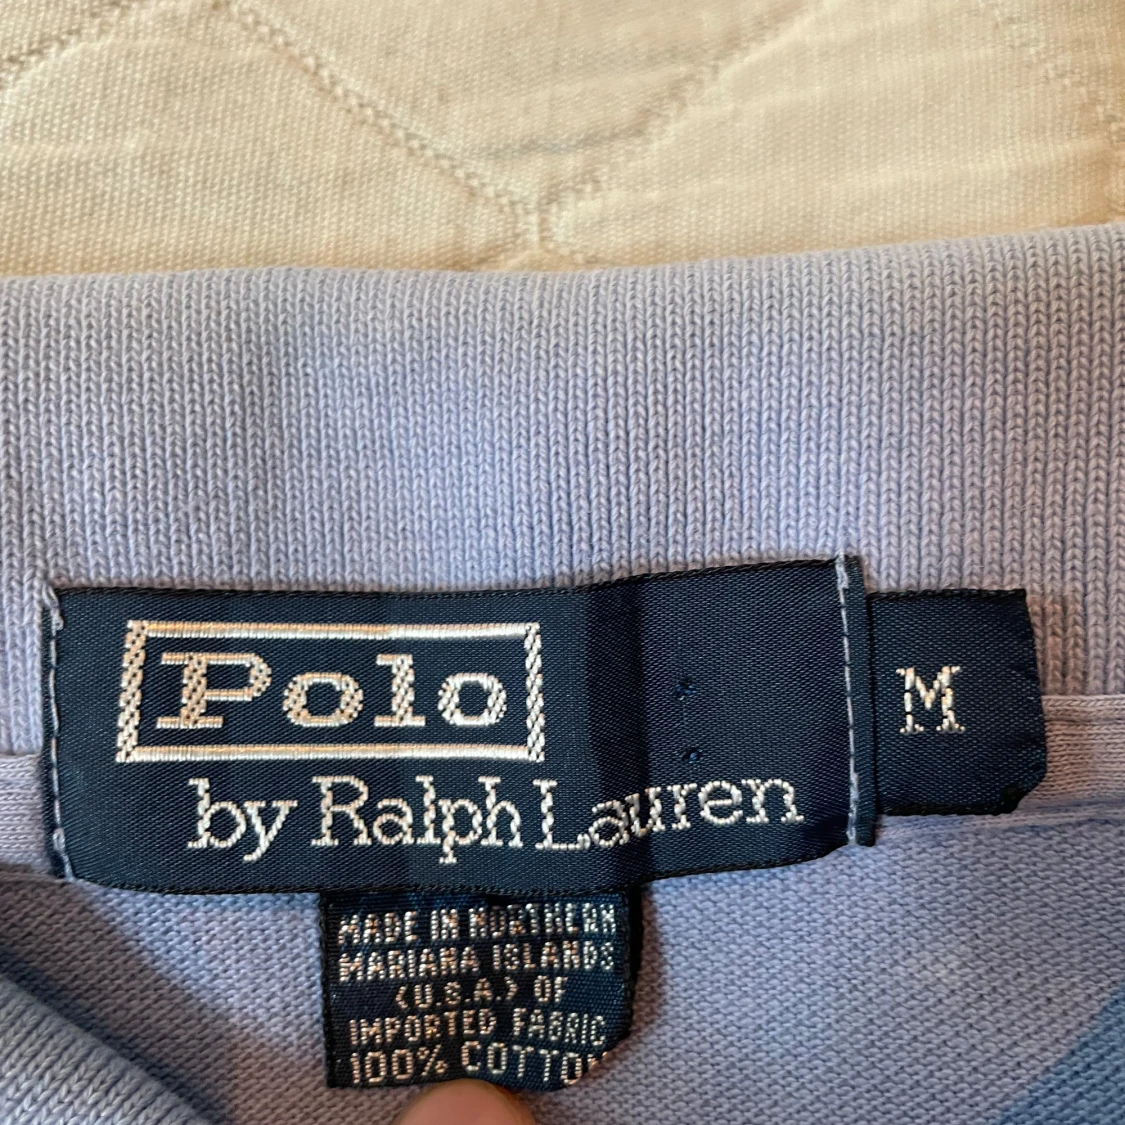 Polo
by Ralph Lauren
M
MADE IN NORTHERN
MARIANA ISLANDS
(U.S.A.) OF
IMPORTED FABRIC
100% COTTON